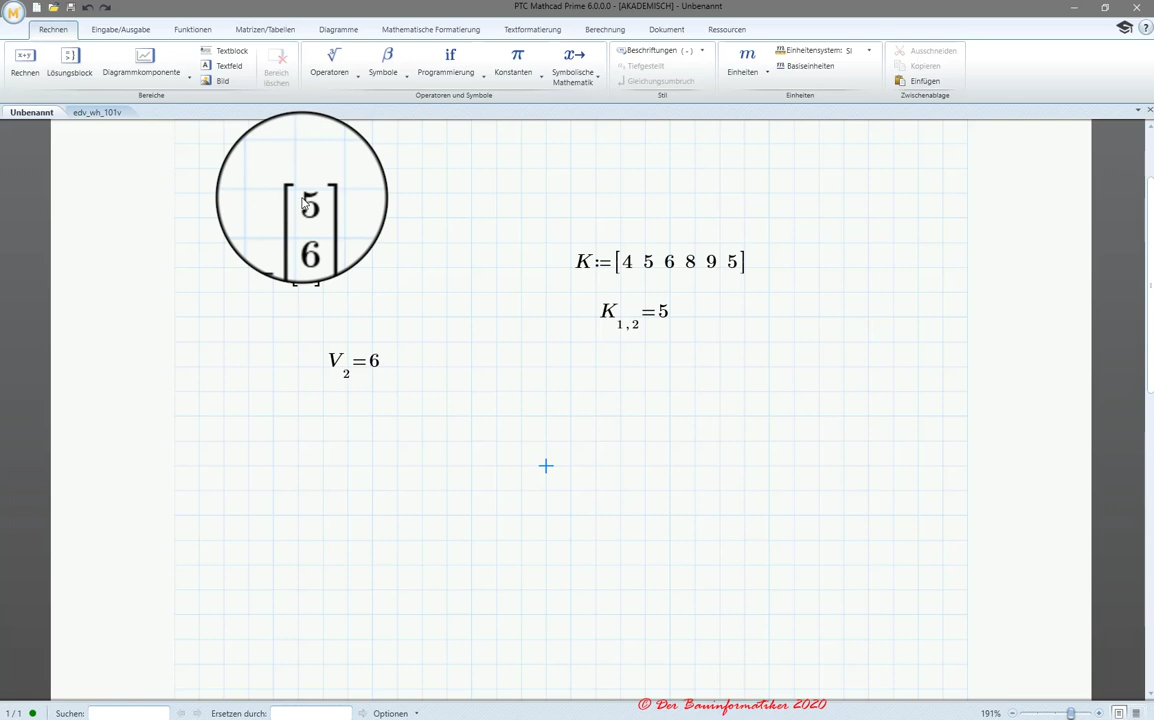 PTC Mathcad Prime 6.0.0.0 - [AKADEMISCH] - Unbenannt
Rechnen Eingabe/Ausgabe Funktionen Matrizen/Tabellen Diagramme Mathematische Formatierung Textformatierung Berechnung Dokument Ressourcen
Rechnen
Lösungsblock
Diagrammkomponente
Textblock
Textfeld
Bild
Bereich
löschen
Operatoren
Symbole
Programmierung
Konstanten
Symbolische
Mathematik
Beschriftungen ( - )
Tiefgestellt
Gleichungsumbruch
Einheiten
Einheitensystem: SI
Basiseinheiten
Ausschneiden
Kopieren
Einfügen
Bereiche
Operatoren und Symbole
Stil
Einheiten
Zwischenablage
Unbenannt edv_wh_101v
5
6
K:=[4 5 6 8 9 5]
K1,2=5
V2=6
© Der Bauinformatiker 2020
1 / 1 Suchen: Ersetzen durch: Optionen 191%